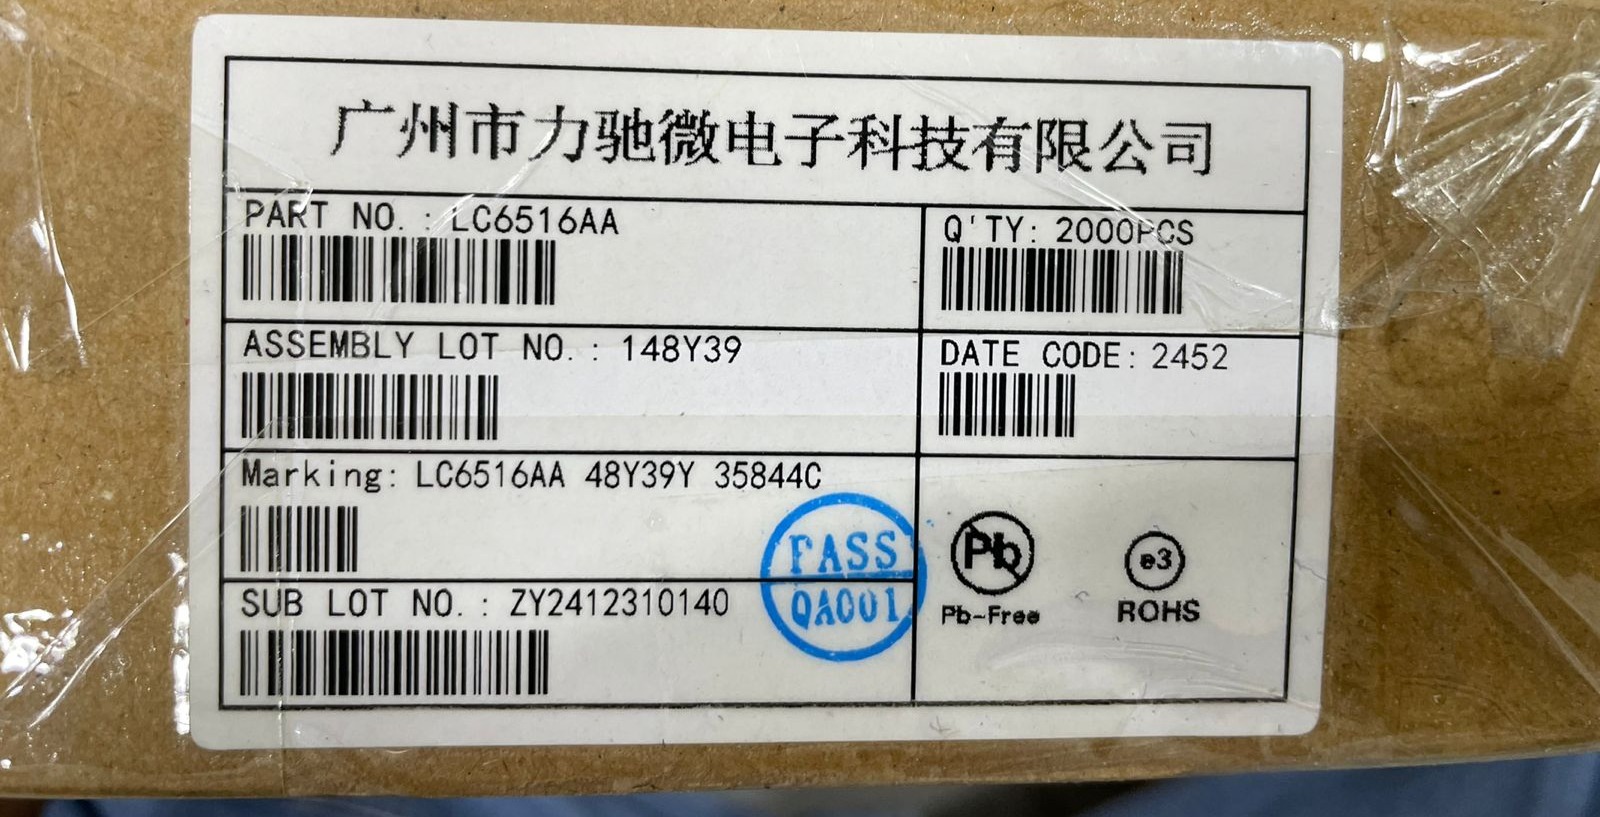 广州市力驰微电子科技有限公司
PART NO. : LC6516AA
Q'TY: 2000PCS
ASSEMBLY LOT NO. : 148Y39
DATE CODE: 2452
Marking: LC6516AA 48Y39Y 35844C
PASS
QA001
SUB LOT NO. : ZY2412310140
Pb
Pb-Free
e3
ROHS